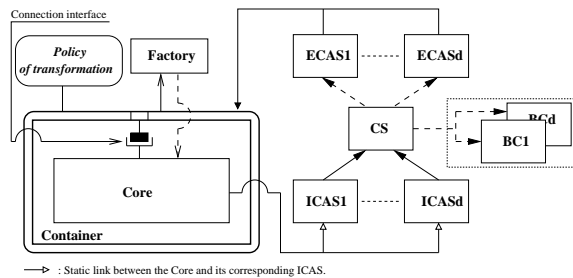 Connection interface
Policy
of transformation
Factory
ECAS1
ECASd
CS
BCd
BC1
Core
ICAS1
ICASd
Container
: Static link between the Core and its corresponding ICAS.